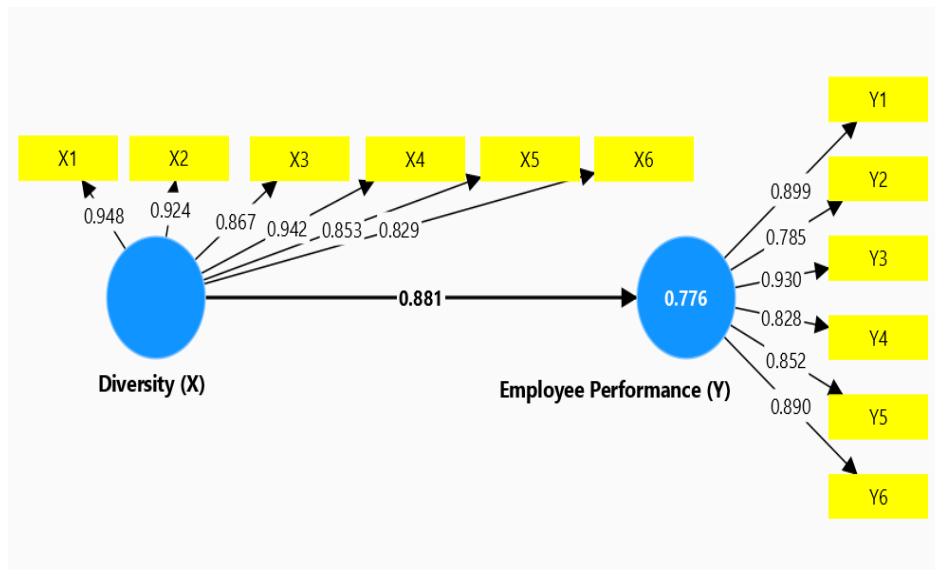 Y1
X1 X2 X3 X4 X5 X6
Y2
0.948 0.924 0.867 0.942 0.853 0.829
0.899
0.785
Y3
0.930
0.881
0.776
0.828
Y4
0.852
Diversity (X)
Employee Performance (Y)
0.890
Y5
Y6